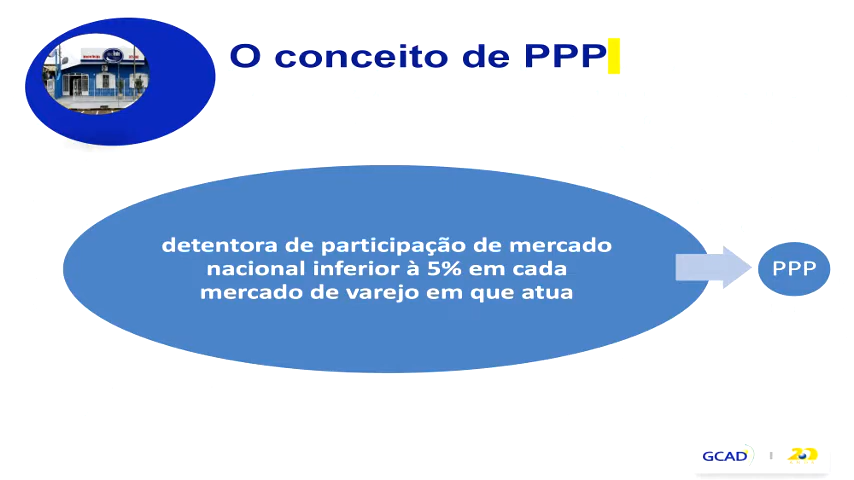 O conceito de PPP
detentora de participação de mercado
nacional inferior à 5% em cada
mercado de varejo em que atua
PPP
GCAD
20